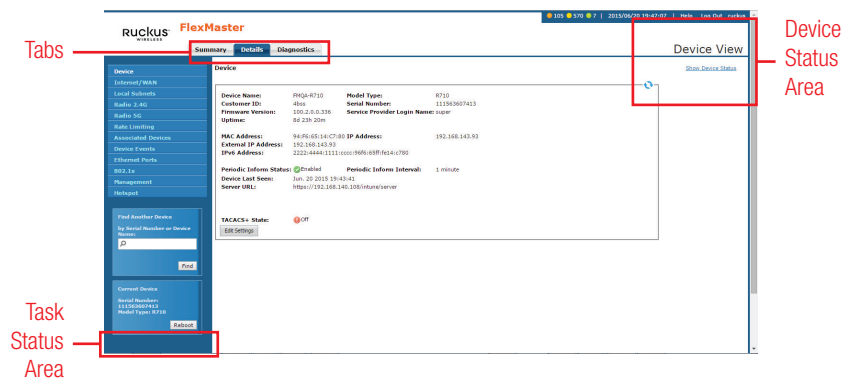 105 570 7 | 2015/06/20 19:47:07 | Help Log Out ruckus
Ruckus WIRELESS FlexMaster
Tabs
Summary Details Diagnostics
Device View
Device Status Area
Device
Internet/WAN
Local Subnets
Radio 2.4G
Radio 5G
Rate Limiting
Associated Devices
Device Events
Ethernet Ports
802.1x
Management
Hotspot
Find Another Device
by Serial Number or Device
Name:
Find
Current Device
Serial Number:
111563607413
Model Type: R710
Reboot
Task Status Area
Device
Show Device Status
Device Name: FMQA-R710 Model Type: R710
Customer ID: 4bss Serial Number: 111563607413
Firmware Version: 100.2.0.0.336 Service Provider Login Name: super
Uptime: 8d 23h 20m
MAC Address: 94:F6:65:14:C7:80 IP Address: 192.168.143.93
External IP Address: 192.168.143.93
IPv6 Address: 2222:4444:1111:cccc:96f6:65ff:fe14:c780
Periodic Inform Status: Enabled Periodic Inform Interval: 1 minute
Device Last Seen: Jun. 20 2015 19:43:41
Server URL: https://192.168.140.108/intune/server
TACACS+ State: Off
Edit Settings